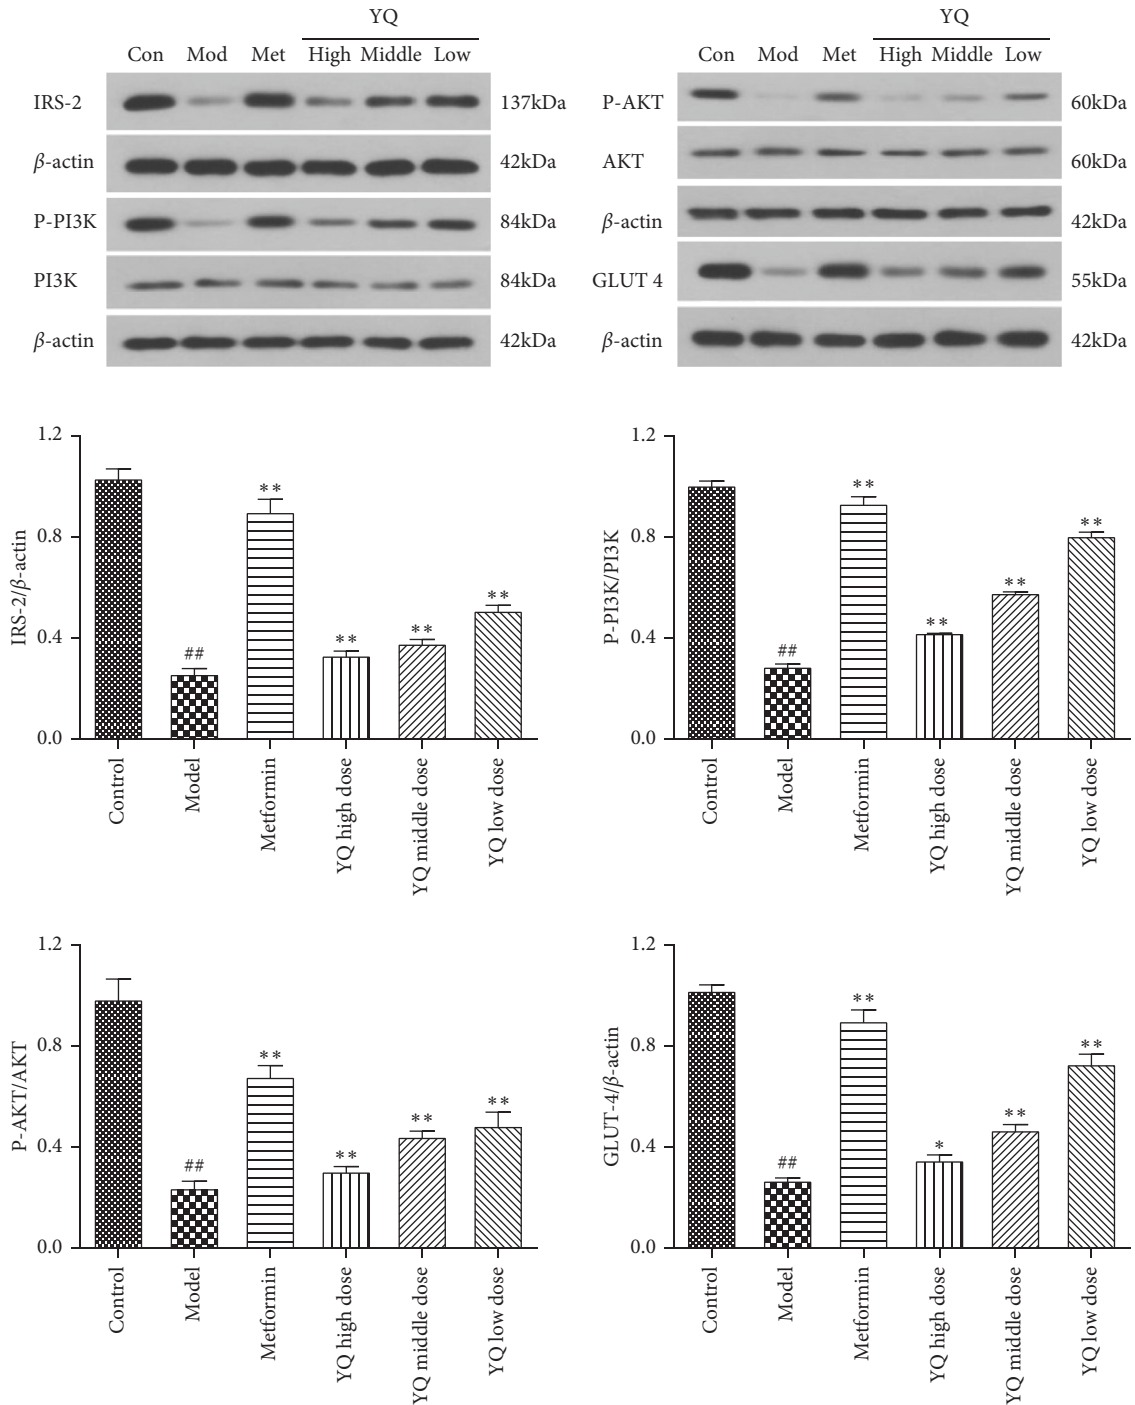 YQ
Con Mod Met High Middle Low
IRS-2 137kDa
β-actin 42kDa
P-PI3K 84kDa
PI3K 84kDa
β-actin 42kDa
YQ
Con Mod Met High Middle Low
P-AKT 60kDa
AKT 60kDa
β-actin 42kDa
GLUT 4 55kDa
β-actin 42kDa
IRS-2/β-actin
1.2
0.8
0.4
0.0
##
**
**
**
**
Control
Model
Metformin
YQ high dose
YQ middle dose
YQ low dose
P-PI3K/PI3K
1.2
0.8
0.4
0.0
##
**
**
**
**
Control
Model
Metformin
YQ high dose
YQ middle dose
YQ low dose
P-AKT/AKT
1.2
0.8
0.4
0.0
##
**
**
**
**
Control
Model
Metformin
YQ high dose
YQ middle dose
YQ low dose
GLUT-4/β-actin
1.2
0.8
0.4
0.0
##
**
*
**
**
Control
Model
Metformin
YQ high dose
YQ middle dose
YQ low dose